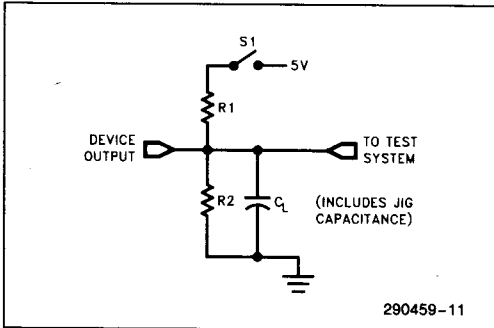 S1
5V
R1
DEVICE
OUTPUT
TO TEST
SYSTEM
R2
CL
(INCLUDES JIG
CAPACITANCE)
290459-11